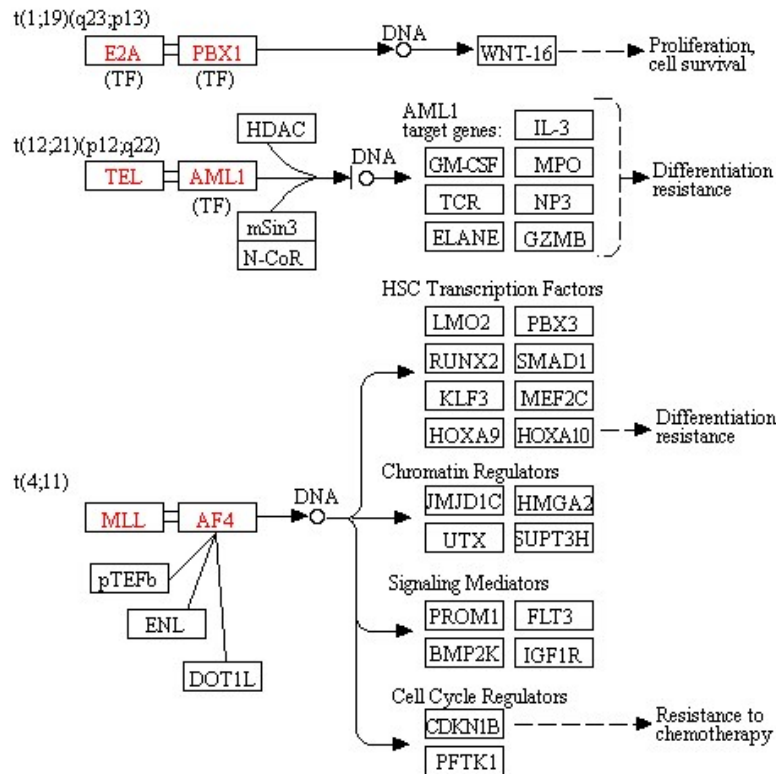 t(1;19)(q23;p13)
E2A
PBX1
DNA
WNT-16
Proliferation,
cell survival
(TF)
(TF)
t(12;21)(p12;q22)
HDAC
AML1
target genes:
IL-3
DNA
GM-CSF
MPO
TEL
AML1
Differentiation
resistance
(TF)
TCR
NP3
mSin3
N-CoR
ELANE
GZMB
HSC Transcription Factors
LMO2
PBX3
RUNX2
SMAD1
KLF3
MEF2C
HOXA9
HOXA10
Differentiation
resistance
Chromatin Regulators
t(4;11)
DNA
JMJD1C
HMGA2
MLL
AF4
UTX
SUPT3H
pTEFb
Signaling Mediators
ENL
PROM1
FLT3
BMP2K
IGF1R
DOT1L
Cell Cycle Regulators
CDKN1B
Resistance to
chemotherapy
PFTK1